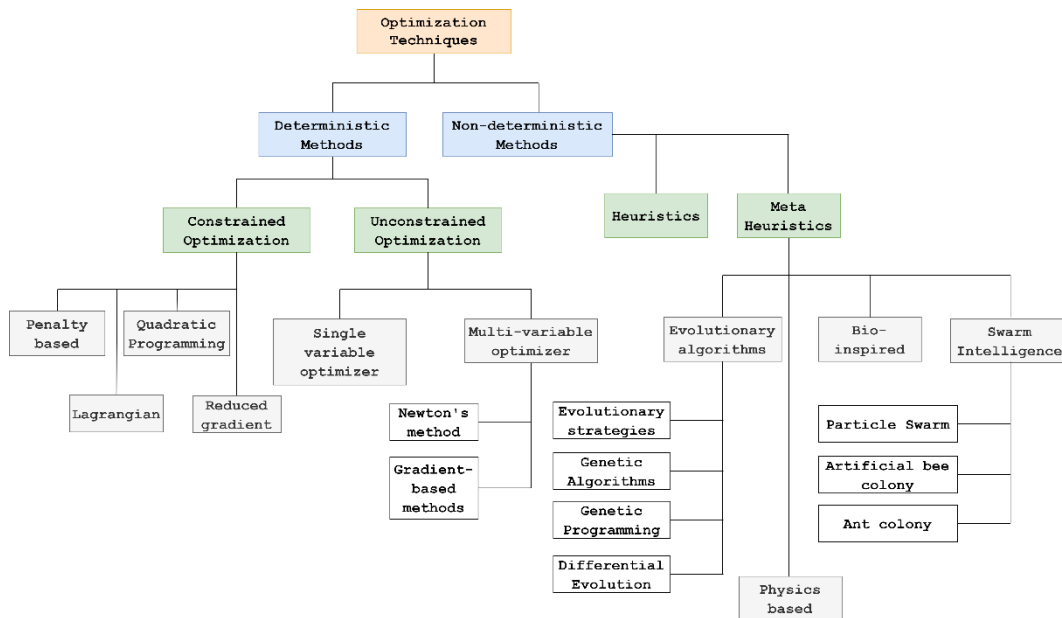 Optimization
Techniques
Deterministic
Methods
Non-deterministic
Methods
Constrained
Optimization
Unconstrained
Optimization
Heuristics
Meta
Heuristics
Penalty
based
Quadratic
Programming
Lagrangian
Reduced
gradient
Single
variable
optimizer
Multi-variable
optimizer
Newton's
method
Gradient-
based
methods
Evolutionary
algorithms
Bio-
inspired
Swarm
Intelligence
Evolutionary
strategies
Genetic
Algorithms
Genetic
Programming
Differential
Evolution
Particle Swarm
Artificial bee
colony
Ant colony
Physics
based